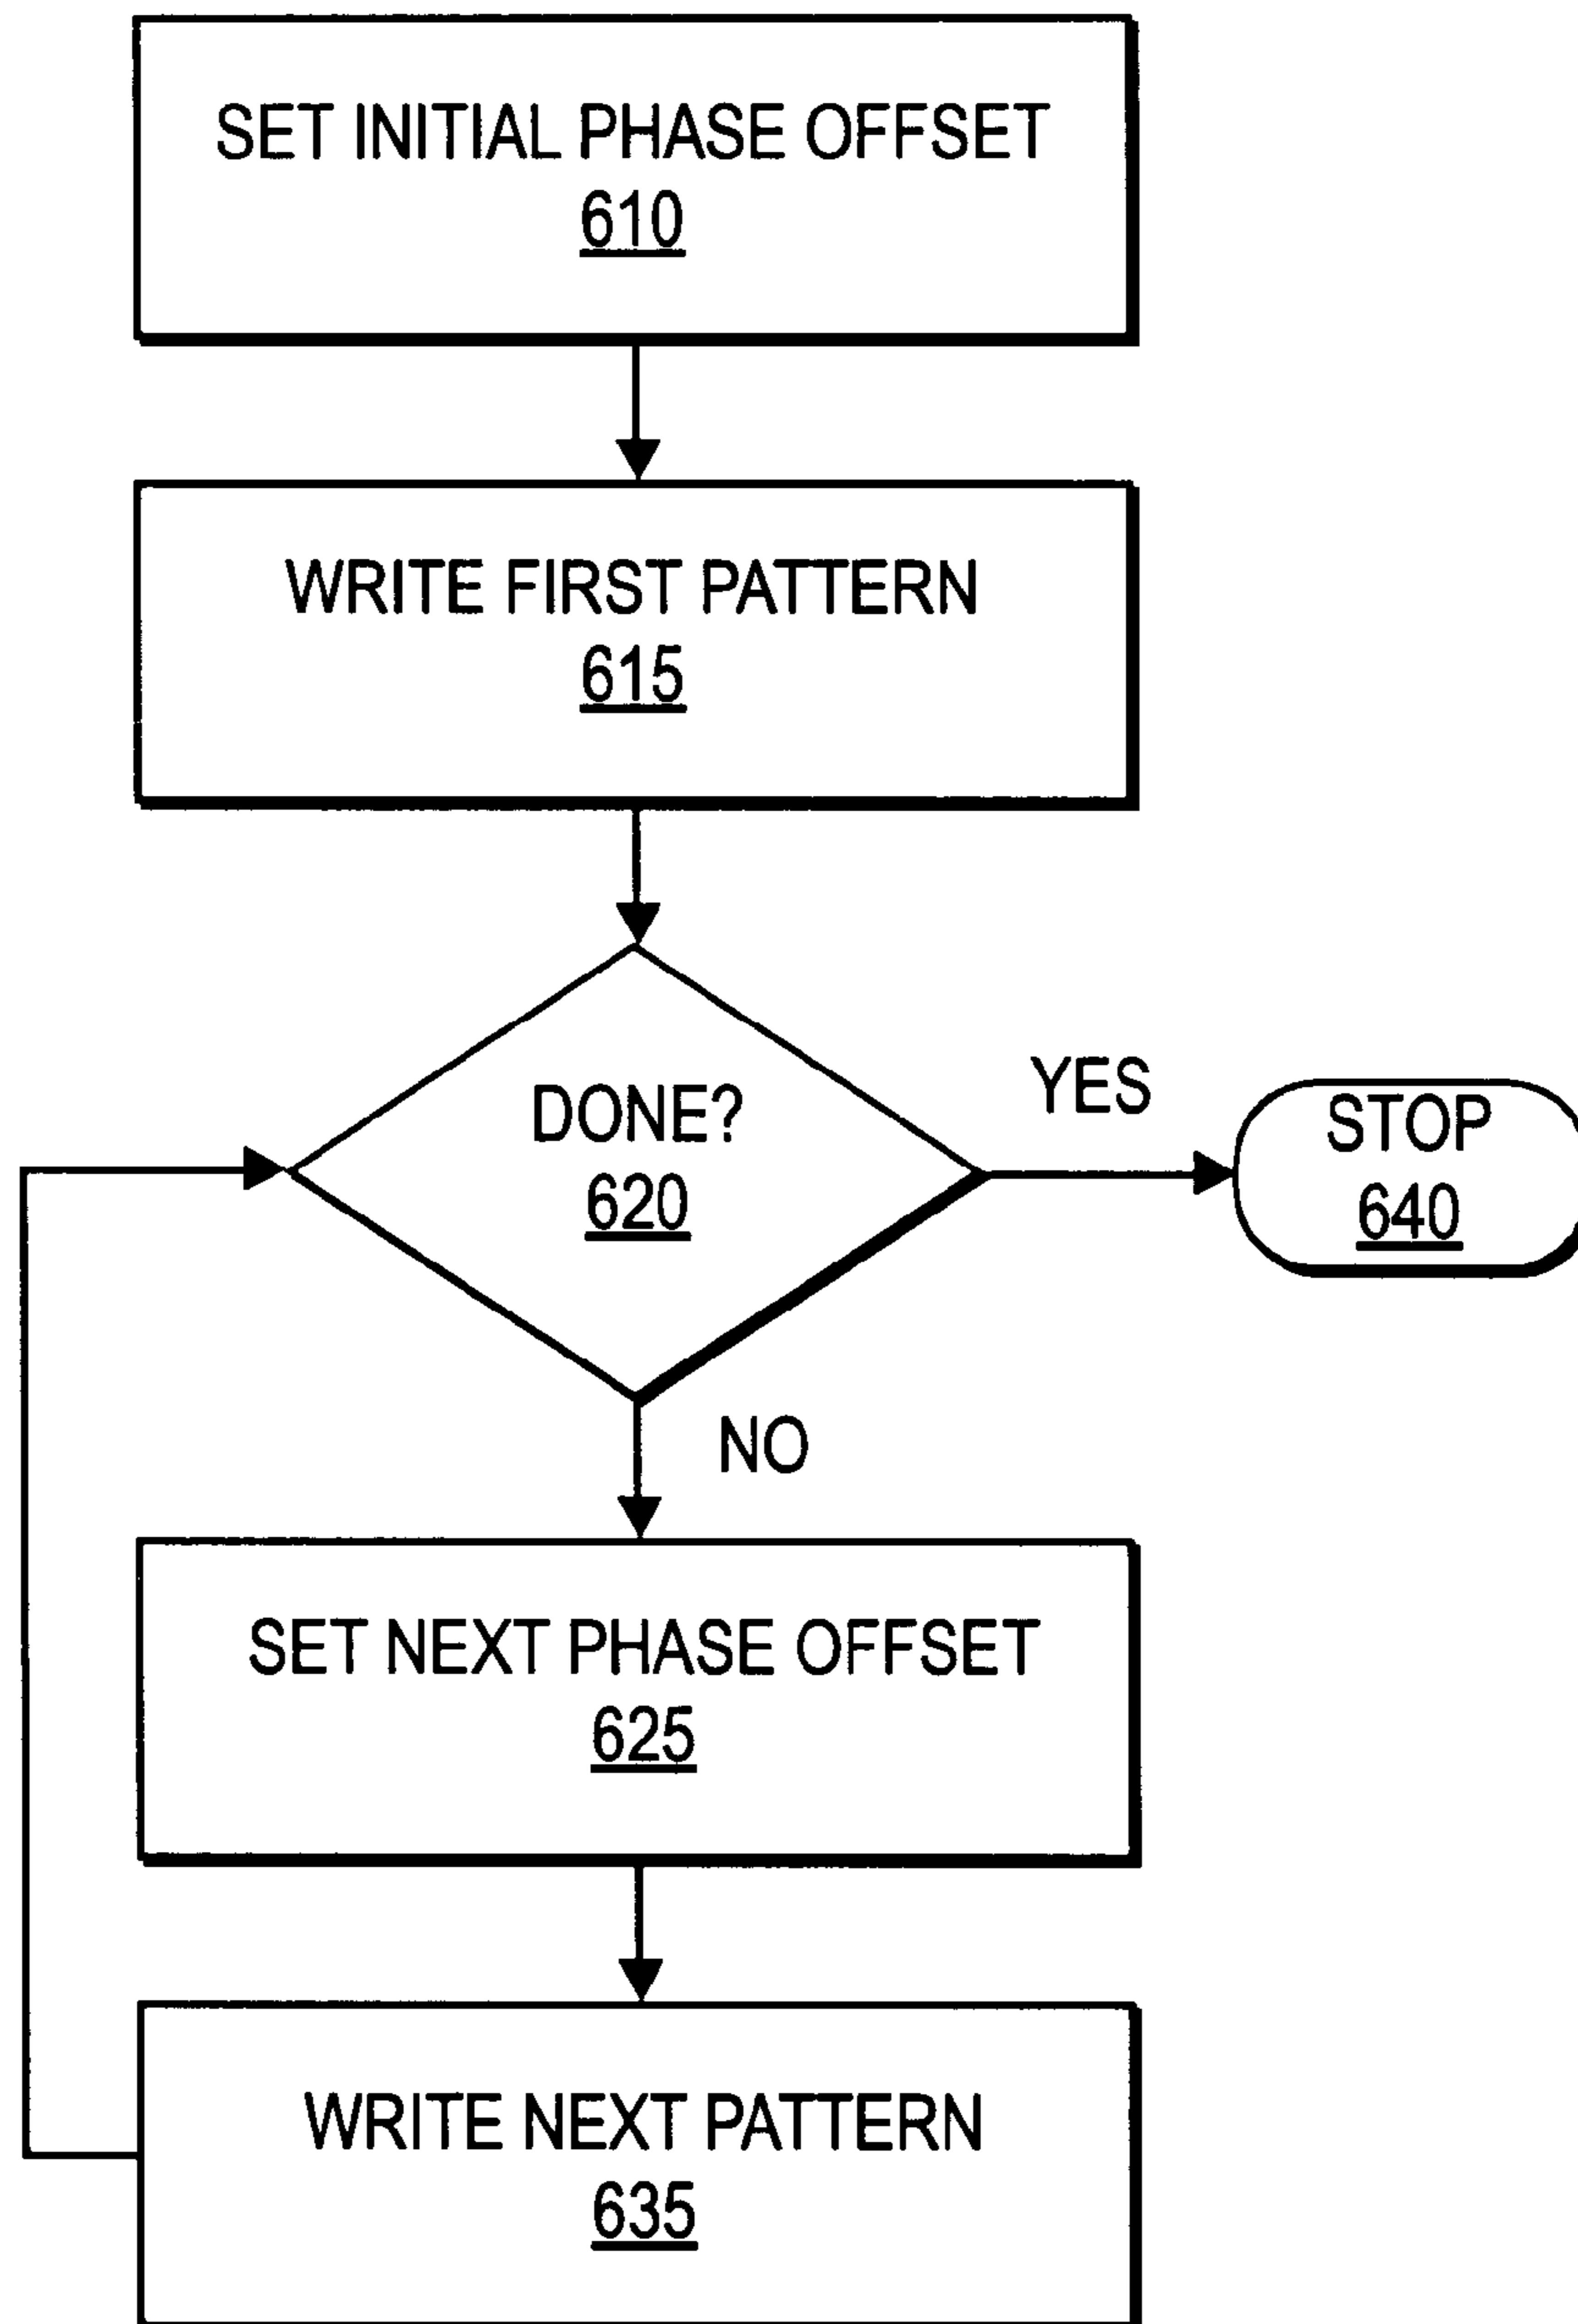 SET INITIAL PHASE OFFSET
610
WRITE FIRST PATTERN
615
DONE?
620
YES
STOP
640
NO
SET NEXT PHASE OFFSET
625
WRITE NEXT PATTERN
635